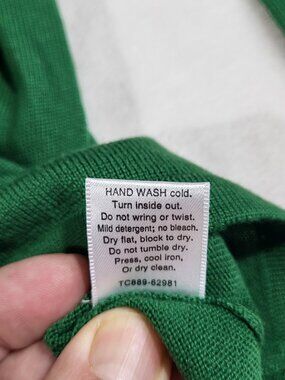 HAND WASH cold.
Turn inside out.
Do not wring or twist.
Mild detergent; no bleach.
Dry flat, block to dry.
Do not tumble dry.
Press, cool iron,
Or dry clean.
TC689-62981